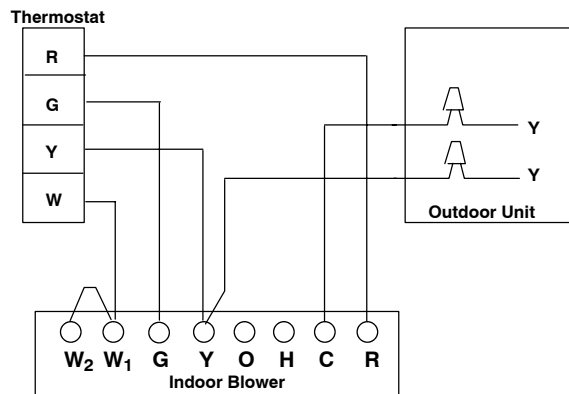 Thermostat
R
G
Y
W
Y
Y
Outdoor Unit
W2 W1 G Y O H C R
Indoor Blower